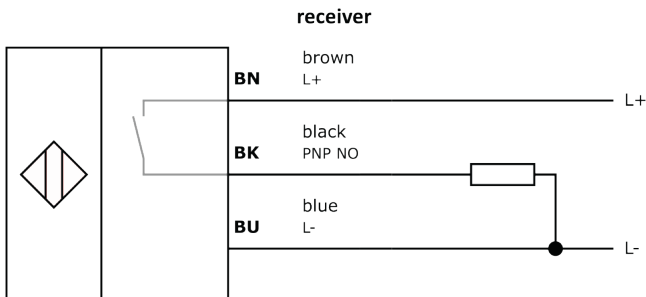 receiver
brown
BN L+ L+
black
BK PNP NO
blue
BU L- L-